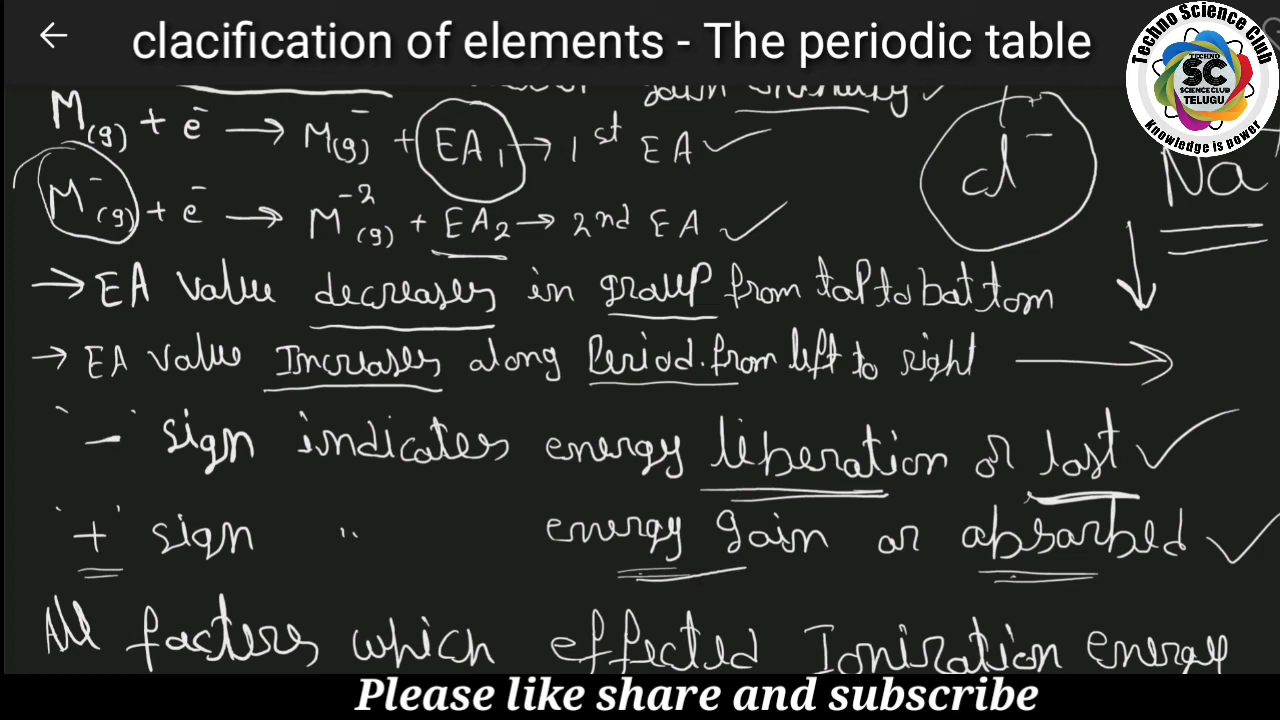 clacification of elements - The periodic table
Techno Science Club
TECHNO
SC
SCIENCE CLUB
TELUGU
Knowledge is power
M(g) + e⁻ → M(g)⁻ + EA₁ → 1st EA ✓
M⁻(g) + e⁻ → M⁻²(g) + EA₂ → 2nd EA ✓
cl⁻
Na⁺
→ EA value decreases in group from top to bottom ↓
→ EA value Increases along Period. from left to right →
'-' sign indicates energy liberation or lost ✓
'+' sign " energy gain or absorbed ✓
All factors which effected Ionization energy
Please like share and subscribe